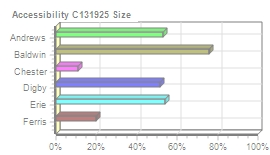 Accessibility C131925 Size
Andrews
Baldwin
Chester
Digby
Erie
Ferris
0% 20% 40% 60% 80% 100%